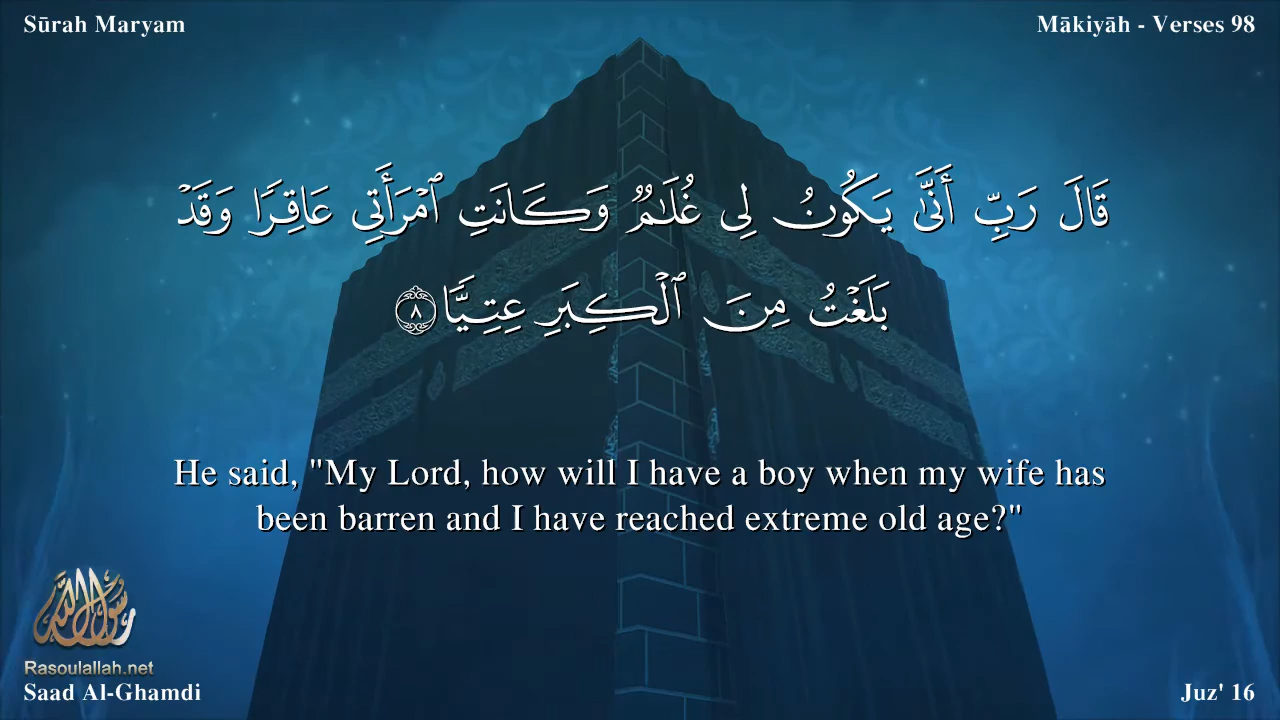 Sūrah Maryam
Mākiyāh - Verses 98
قَالَ رَبِّ أَنَّىٰ يَكُونُ لِى غُلَـٰمٌۭ وَكَانَتِ ٱمْرَأَتِى عَاقِرًۭا وَقَدْ
بَلَغْتُ مِنَ ٱلْكِبَرِ عِتِيًّۭا ٨
He said, "My Lord, how will I have a boy when my wife has
been barren and I have reached extreme old age?"
رسول الله
Rasoulallah.net
Saad Al-Ghamdi
Juz' 16